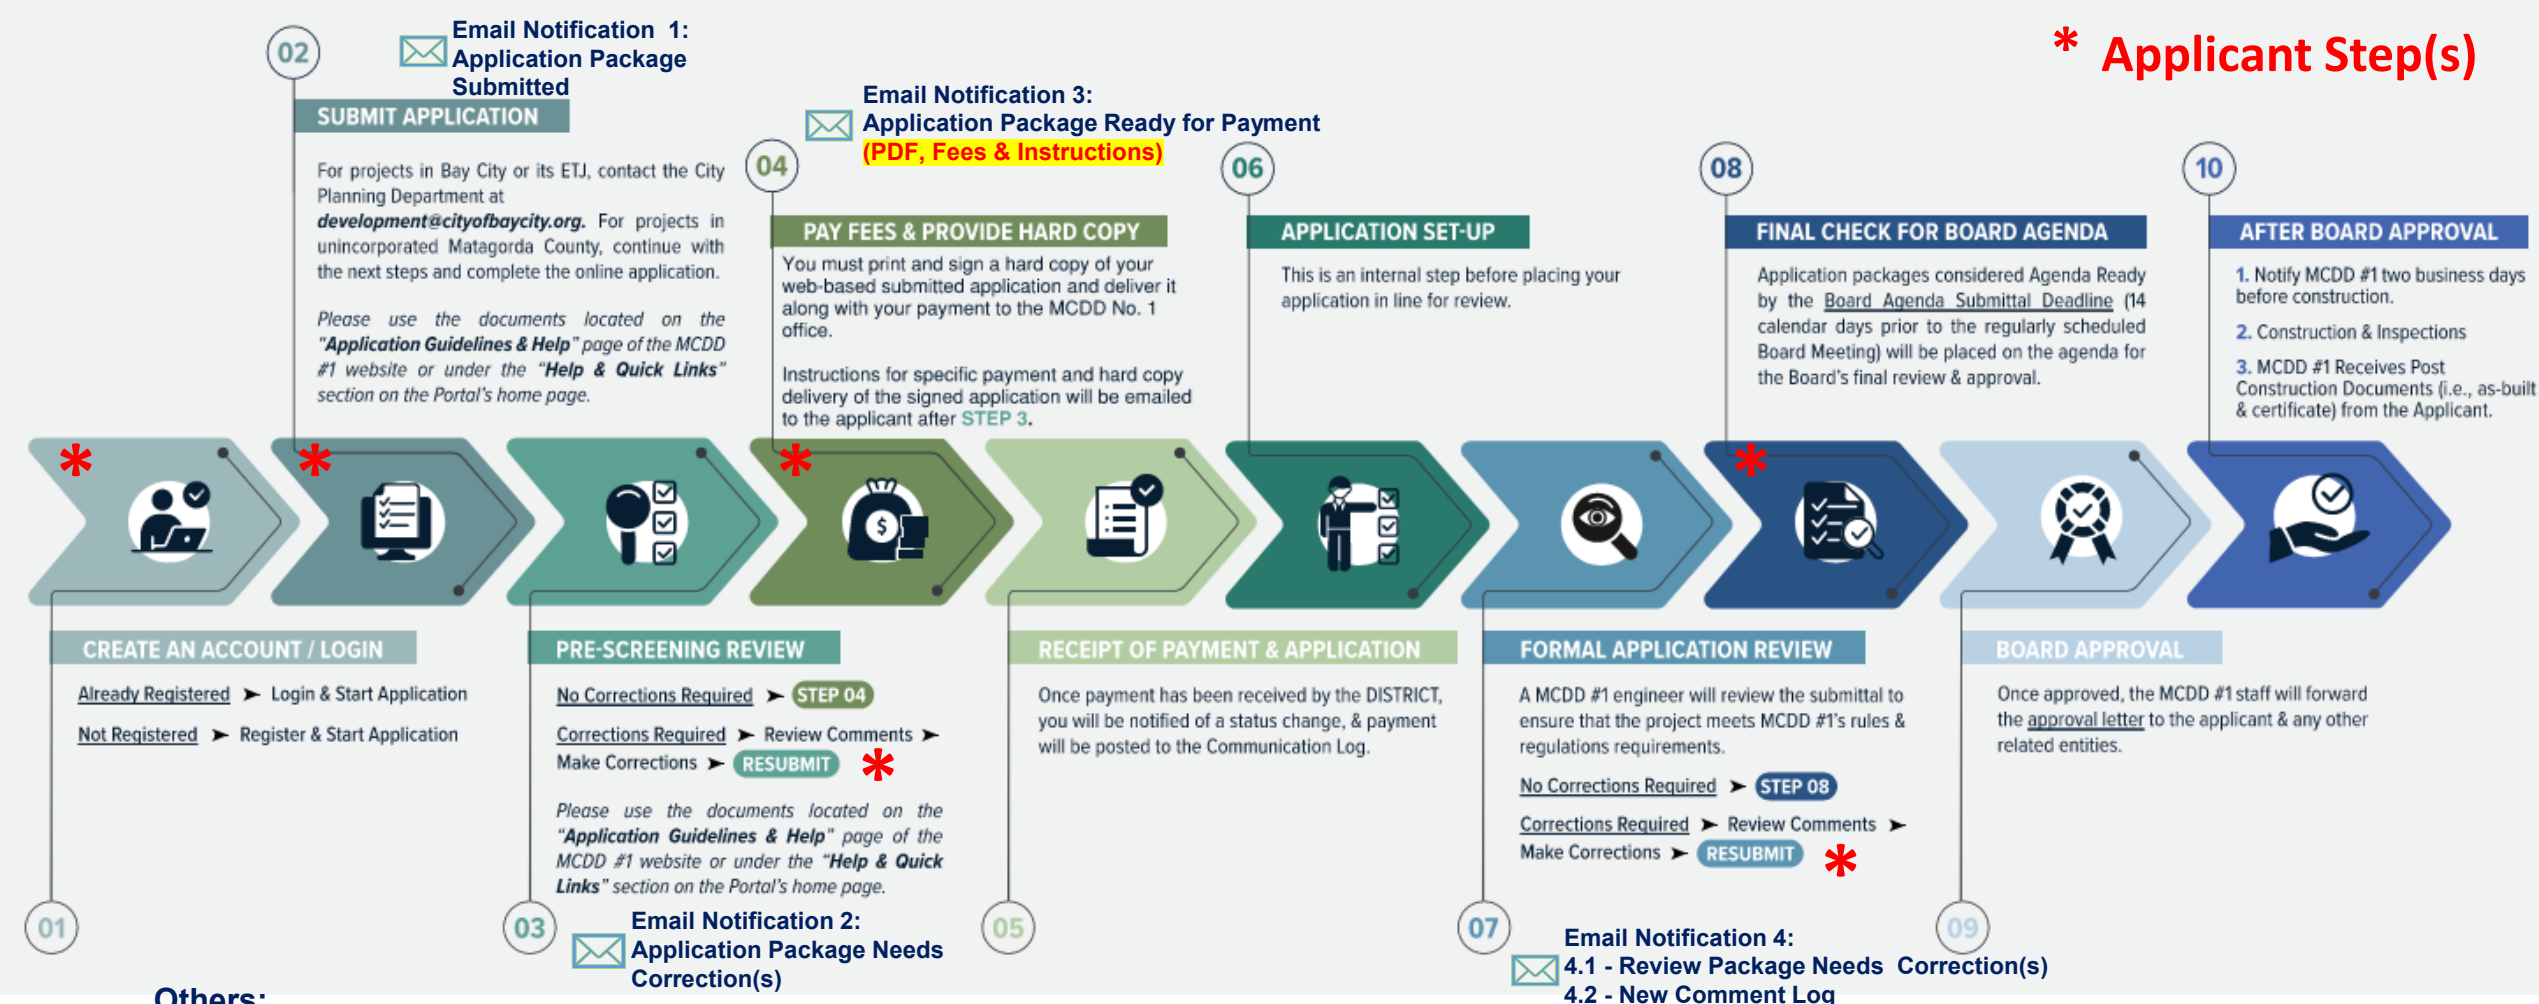 * Applicant Step(s)
02
Email Notification 1:
Application Package
Submitted
SUBMIT APPLICATION
For projects in Bay City or its ETJ, contact the City
Planning Department at
development@cityofbaycity.org. For projects in
unincorporated Matagorda County, continue with
the next steps and complete the online application.
Please use the documents located on the
"Application Guidelines & Help" page of the MCDD
#1 website or under the "Help & Quick Links"
section on the Portal's home page.
Email Notification 3:
Application Package Ready for Payment
(PDF, Fees & Instructions)
04
PAY FEES & PROVIDE HARD COPY
You must print and sign a hard copy of your
web-based submitted application and deliver it
along with your payment to the MCDD No. 1
office.
Instructions for specific payment and hard copy
delivery of the signed application will be emailed
to the applicant after STEP 3.
06
APPLICATION SET-UP
This is an internal step before placing your
application in line for review.
08
FINAL CHECK FOR BOARD AGENDA
Application packages considered Agenda Ready
by the Board Agenda Submittal Deadline (14
calendar days prior to the regularly scheduled
Board Meeting) will be placed on the agenda for
the Board's final review & approval.
10
AFTER BOARD APPROVAL
1. Notify MCDD #1 two business days
before construction.
2. Construction & Inspections
3. MCDD #1 Receives Post
Construction Documents (i.e., as-built
& certificate) from the Applicant.
*
*
*
$
*
CREATE AN ACCOUNT / LOGIN
Already Registered ➤ Login & Start Application
Not Registered ➤ Register & Start Application
01
PRE-SCREENING REVIEW
No Corrections Required ➤ STEP 04
Corrections Required ➤ Review Comments ➤
Make Corrections ➤ RESUBMIT *
Please use the documents located on the
"Application Guidelines & Help" page of the
MCDD #1 website or under the "Help & Quick
Links" section on the Portal's home page.
03
Email Notification 2:
Application Package Needs
Correction(s)
RECEIPT OF PAYMENT & APPLICATION
Once payment has been received by the DISTRICT,
you will be notified of a status change, & payment
will be posted to the Communication Log.
05
FORMAL APPLICATION REVIEW
A MCDD #1 engineer will review the submittal to
ensure that the project meets MCDD #1's rules &
regulations requirements.
No Corrections Required ➤ STEP 08
Corrections Required ➤ Review Comments ➤
Make Corrections ➤ RESUBMIT *
07
Email Notification 4:
4.1 - Review Package Needs Correction(s)
4.2 - New Comment Log
BOARD APPROVAL
Once approved, the MCDD #1 staff will forward
the approval letter to the applicant & any other
related entities.
09
Others: